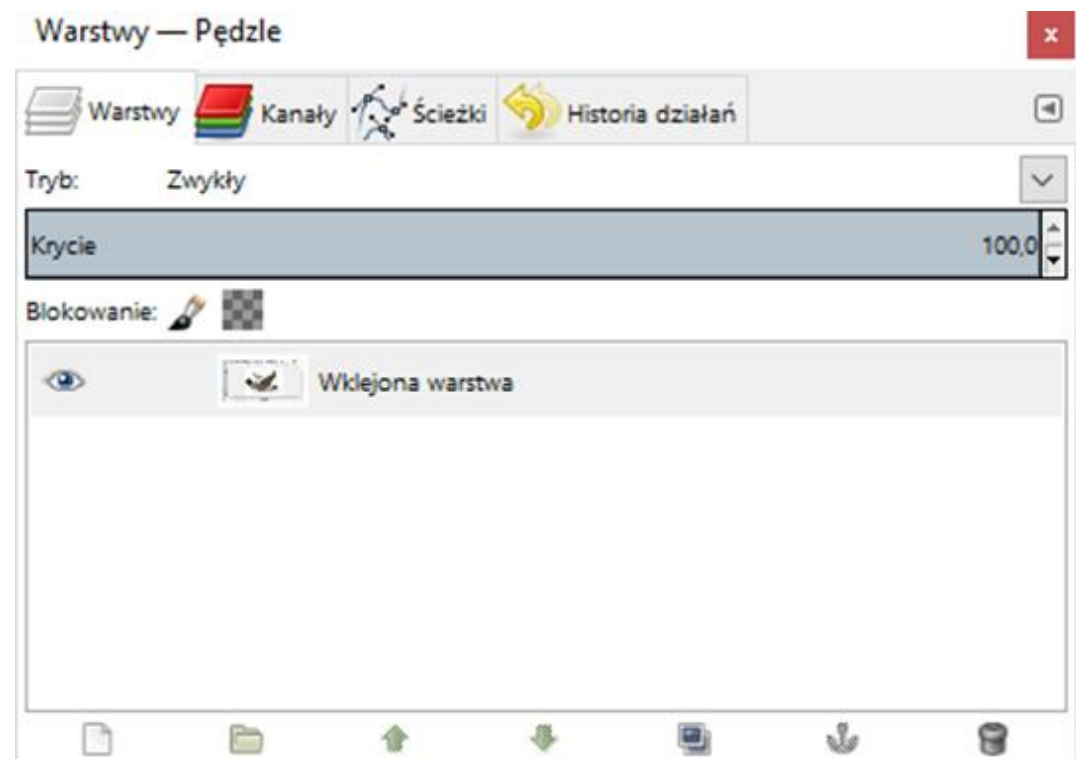 Warstwy — Pędzle
x
Warstwy Kanały Ścieżki Historia działań
Tryb: Zwykły
Krycie 100,0
Blokowanie:
Wklejona warstwa